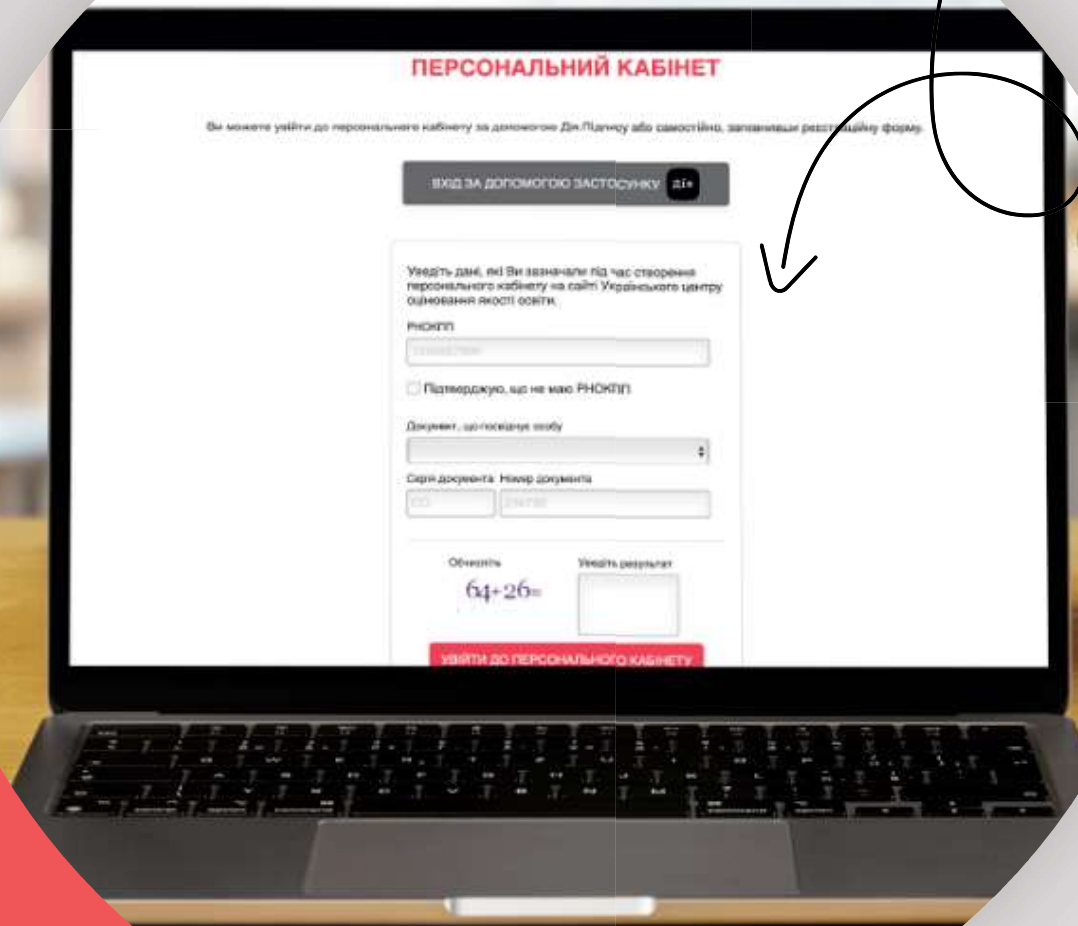 ПЕРСОНАЛЬНИЙ КАБІНЕТ
Ви можете увійти до персонального кабінету за допомогою Дія.Підпису або самостійно, заповнивши реєстраційну форму.
ВХІД ЗА ДОПОМОГОЮ ЗАСТОСУНКУ Дія
Уведіть дані, які Ви зазначали під час створення
персонального кабінету на сайті Українського центру
оцінювання якості освіти.
РНОКПП
Підтверджую, що не маю РНОКПП
Документ, що посвідчує особу
Серія документа Номер документа
Обчисліть Уведіть результат
64+26=
УВІЙТИ ДО ПЕРСОНАЛЬНОГО КАБІНЕТУ